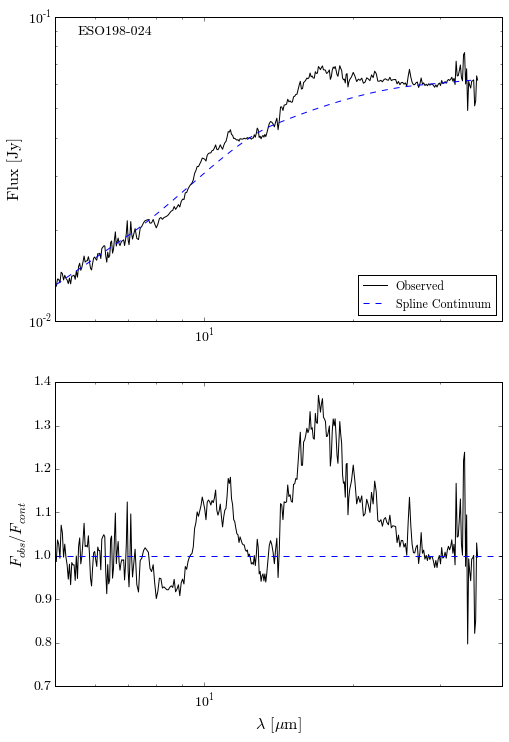 10^-1
ESO198-024
Flux [Jy]
Observed
Spline Continuum
10^-2
10^1
1.4
1.3
1.2
1.1
1.0
0.9
0.8
0.7
F_obs/F_cont
10^1
λ [μm]